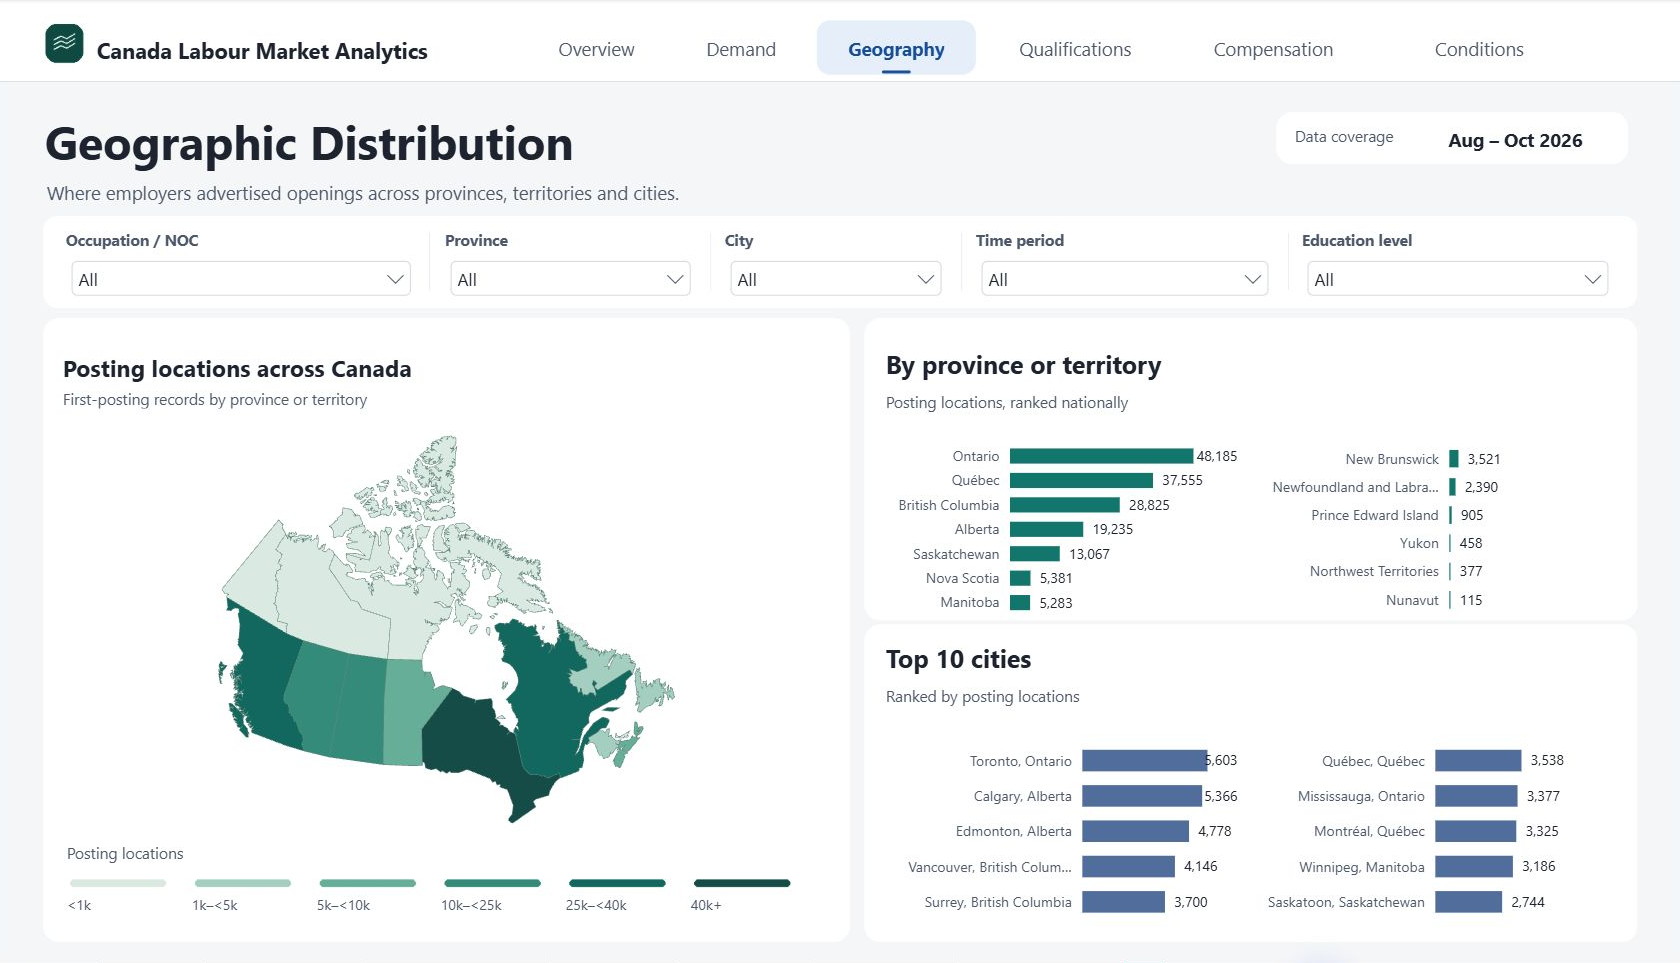 Canada Labour Market Analytics
Overview
Demand
Geography
Qualifications
Compensation
Conditions
Geographic Distribution
Where employers advertised openings across provinces, territories and cities.
Data coverage
Aug – Oct 2026
Occupation / NOC
All
Province
All
City
All
Time period
All
Education level
All
Posting locations across Canada
First-posting records by province or territory
Posting locations
<1k
1k–<5k
5k–<10k
10k–<25k
25k–<40k
40k+
By province or territory
Posting locations, ranked nationally
Ontario 48,185
Québec 37,555
British Columbia 28,825
Alberta 19,235
Saskatchewan 13,067
Nova Scotia 5,381
Manitoba 5,283
New Brunswick 3,521
Newfoundland and Labra... 2,390
Prince Edward Island 905
Yukon 458
Northwest Territories 377
Nunavut 115
Top 10 cities
Ranked by posting locations
Toronto, Ontario 5,603
Calgary, Alberta 5,366
Edmonton, Alberta 4,778
Vancouver, British Colum... 4,146
Surrey, British Columbia 3,700
Québec, Québec 3,538
Mississauga, Ontario 3,377
Montréal, Québec 3,325
Winnipeg, Manitoba 3,186
Saskatoon, Saskatchewan 2,744